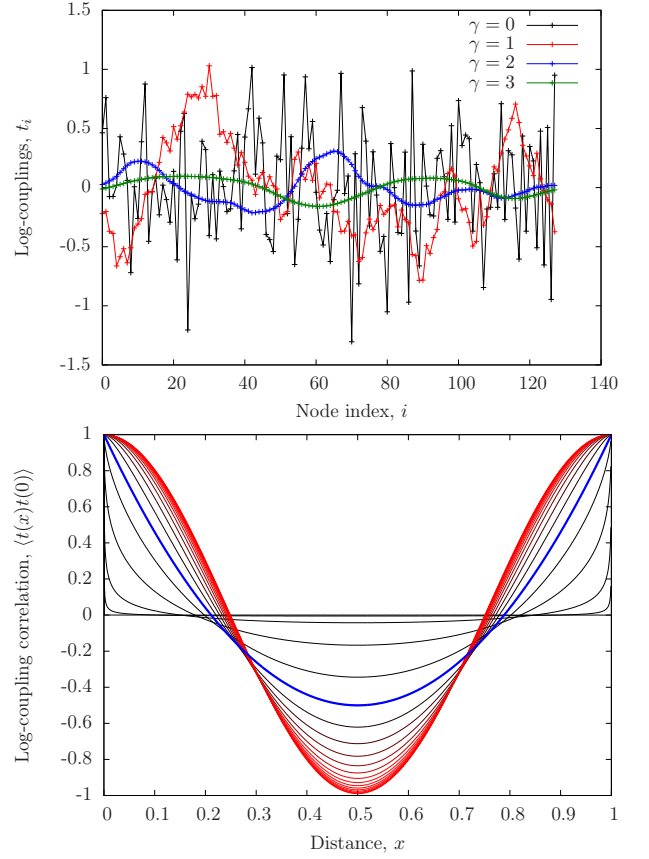 1.5
1
0.5
0
-0.5
-1
-1.5
0 20 40 60 80 100 120 140
Log-couplings, t_i
Node index, i
γ = 0
γ = 1
γ = 2
γ = 3
1
0.8
0.6
0.4
0.2
0
-0.2
-0.4
-0.6
-0.8
-1
0 0.1 0.2 0.3 0.4 0.5 0.6 0.7 0.8 0.9 1
Log-coupling correlation, ⟨t(x)t(0)⟩
Distance, x